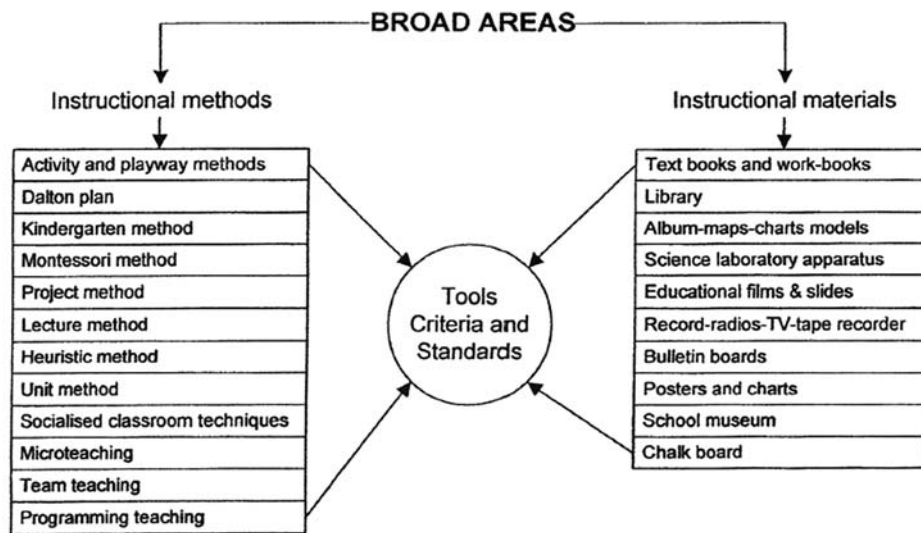 BROAD AREAS
Instructional methods
Activity and playway methods
Dalton plan
Kindergarten method
Montessori method
Project method
Lecture method
Heuristic method
Unit method
Socialised classroom techniques
Microteaching
Team teaching
Programming teaching
Tools
Criteria and
Standards
Instructional materials
Text books and work-books
Library
Album-maps-charts models
Science laboratory apparatus
Educational films & slides
Record-radios-TV-tape recorder
Bulletin boards
Posters and charts
School museum
Chalk board